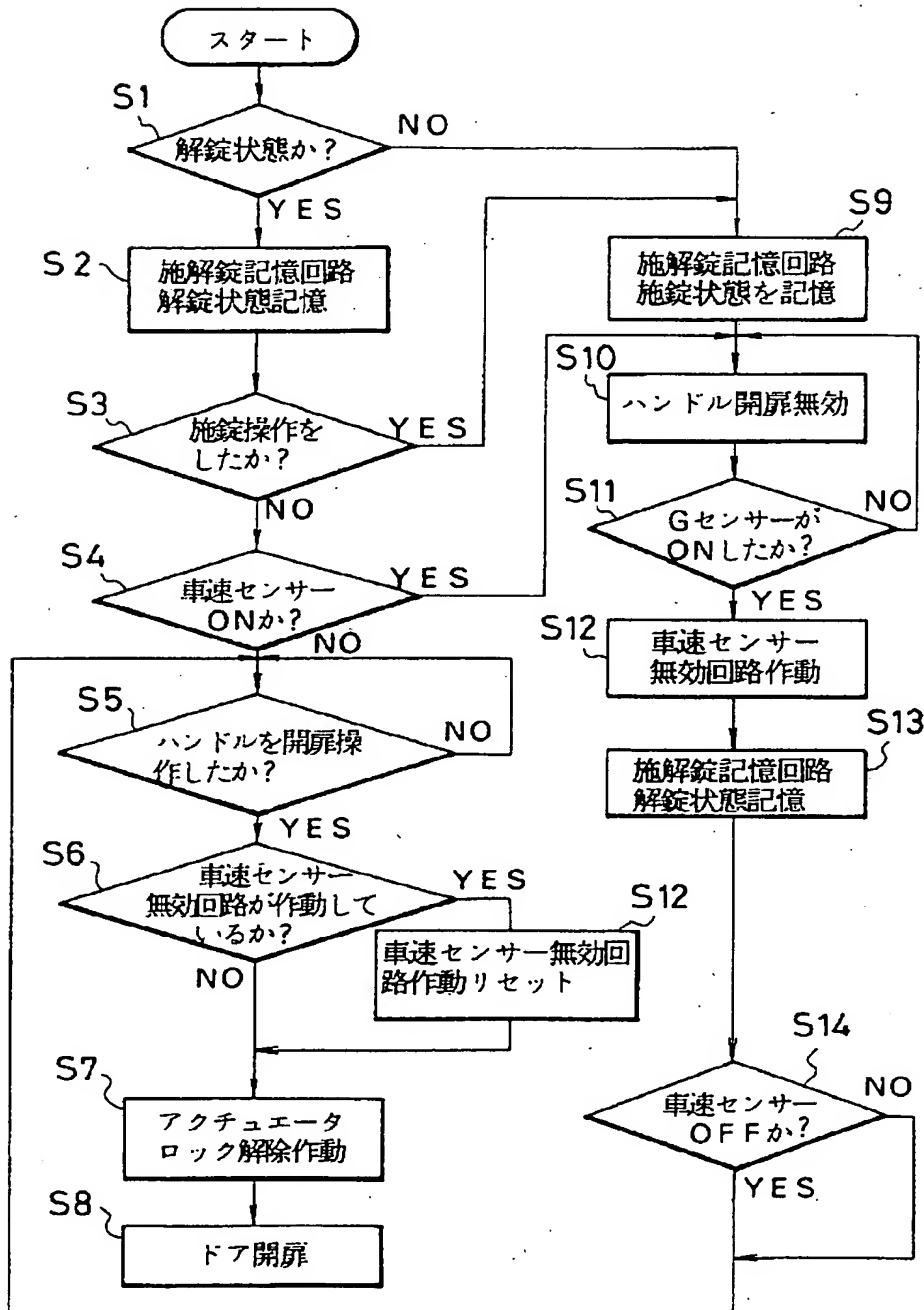 スタート
S1
解錠状態か?
NO
YES
S2
施解錠記憶回路
解錠状態記憶
S3
施錠操作を
したか?
YES
NO
S4
車速センサー
ONか?
YES
NO
S5
ハンドルを開扉操
作したか?
NO
YES
S6
車速センサー
無効回路が作動して
いるか?
YES
NO
S12
車速センサー無効回
路作動リセット
S7
アクチュエータ
ロック解除作動
S8
ドア開扉
S9
施解錠記憶回路
施錠状態を記憶
S10
ハンドル開扉無効
S11
Gセンサーが
ONしたか?
NO
YES
S12
車速センサー
無効回路作動
S13
施解錠記憶回路
解錠状態記憶
S14
車速センサー
OFFか?
NO
YES